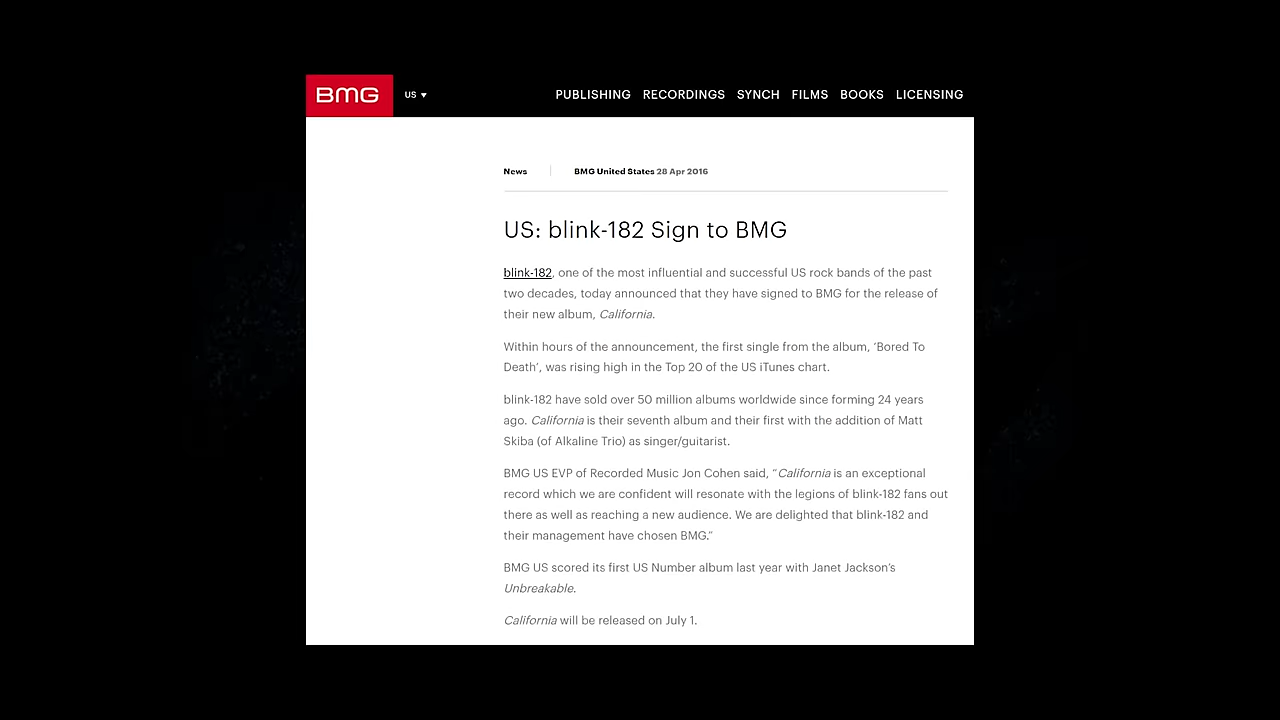 BMG
US
PUBLISHING RECORDINGS SYNCH FILMS BOOKS LICENSING
News BMG United States 28 Apr 2016
US: blink-182 Sign to BMG
blink-182, one of the most influential and successful US rock bands of the past
two decades, today announced that they have signed to BMG for the release of
their new album, California.
Within hours of the announcement, the first single from the album, ‘Bored To
Death’, was rising high in the Top 20 of the US iTunes chart.
blink-182 have sold over 50 million albums worldwide since forming 24 years
ago. California is their seventh album and their first with the addition of Matt
Skiba (of Alkaline Trio) as singer/guitarist.
BMG US EVP of Recorded Music Jon Cohen said, “California is an exceptional
record which we are confident will resonate with the legions of blink-182 fans out
there as well as reaching a new audience. We are delighted that blink-182 and
their management have chosen BMG.”
BMG US scored its first US Number album last year with Janet Jackson’s
Unbreakable.
California will be released on July 1.